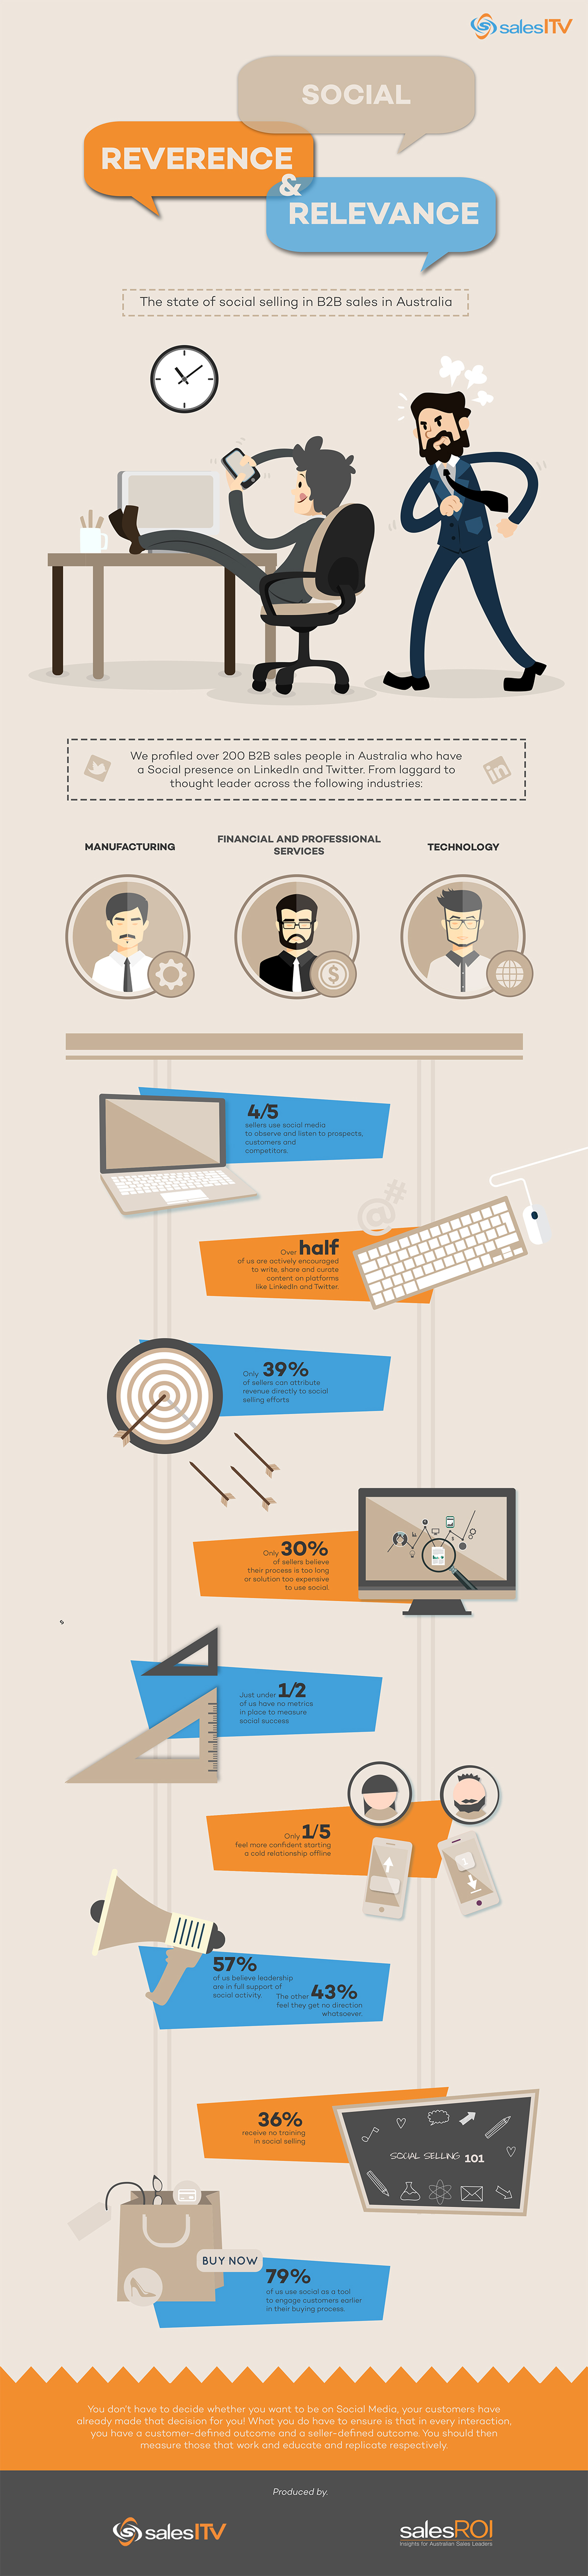 salesITV
SOCIAL
REVERENCE
&
RELEVANCE
The state of social selling in B2B sales in Australia
We profiled over 200 B2B sales people in Australia who have
a Social presence on LinkedIn and Twitter. From laggard to
thought leader across the following industries:
MANUFACTURING
FINANCIAL AND PROFESSIONAL
SERVICES
TECHNOLOGY
4/5
sellers use social media
to observe and listen to prospects,
customers and
competitors.
Over half
of us are actively encouraged
to write, share and curate
content on platforms
like LinkedIn and Twitter.
Only 39%
of sellers can attribute
revenue directly to social
selling efforts
Only 30%
of sellers believe
their process is too long
or solution too expensive
to use social.
Just under 1/2
of us have no metrics
in place to measure
social success
Only 1/5
feel more confident starting
a cold relationship offline
57%
of us believe leadership
are in full support of
social activity.
The other 43%
feel they get no direction
whatsoever.
36%
receive no training
in social selling
SOCIAL SELLING 101
BUY NOW
79%
of us use social as a tool
to engage customers earlier
in their buying process.
You don't have to decide whether you want to be on Social Media, your customers have
already made that decision for you! What you do have to ensure is that in every interaction,
you have a customer-defined outcome and a seller-defined outcome. You should then
measure those that work and educate and replicate respectively.
Produced by:
salesITV
salesROI
Insights for Australian Sales Leaders